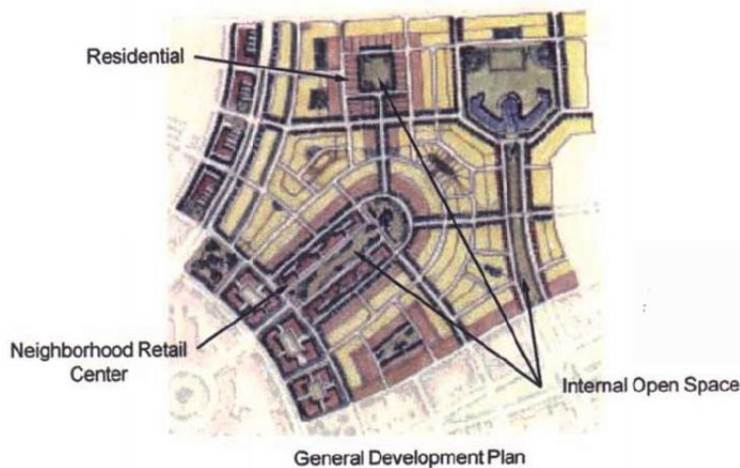 Residential
Neighborhood Retail
Center
Internal Open Space
General Development Plan